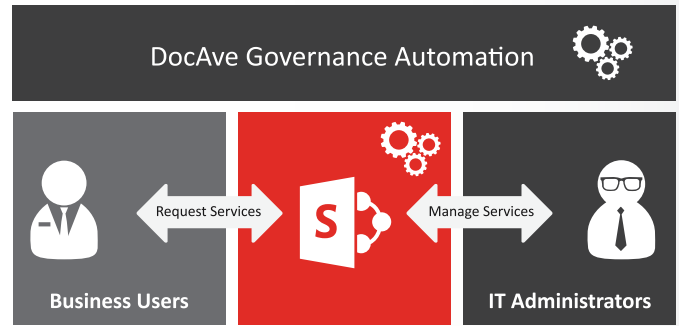 DocAve Governance Automation
Request Services
S
Manage Services
Business Users
IT Administrators